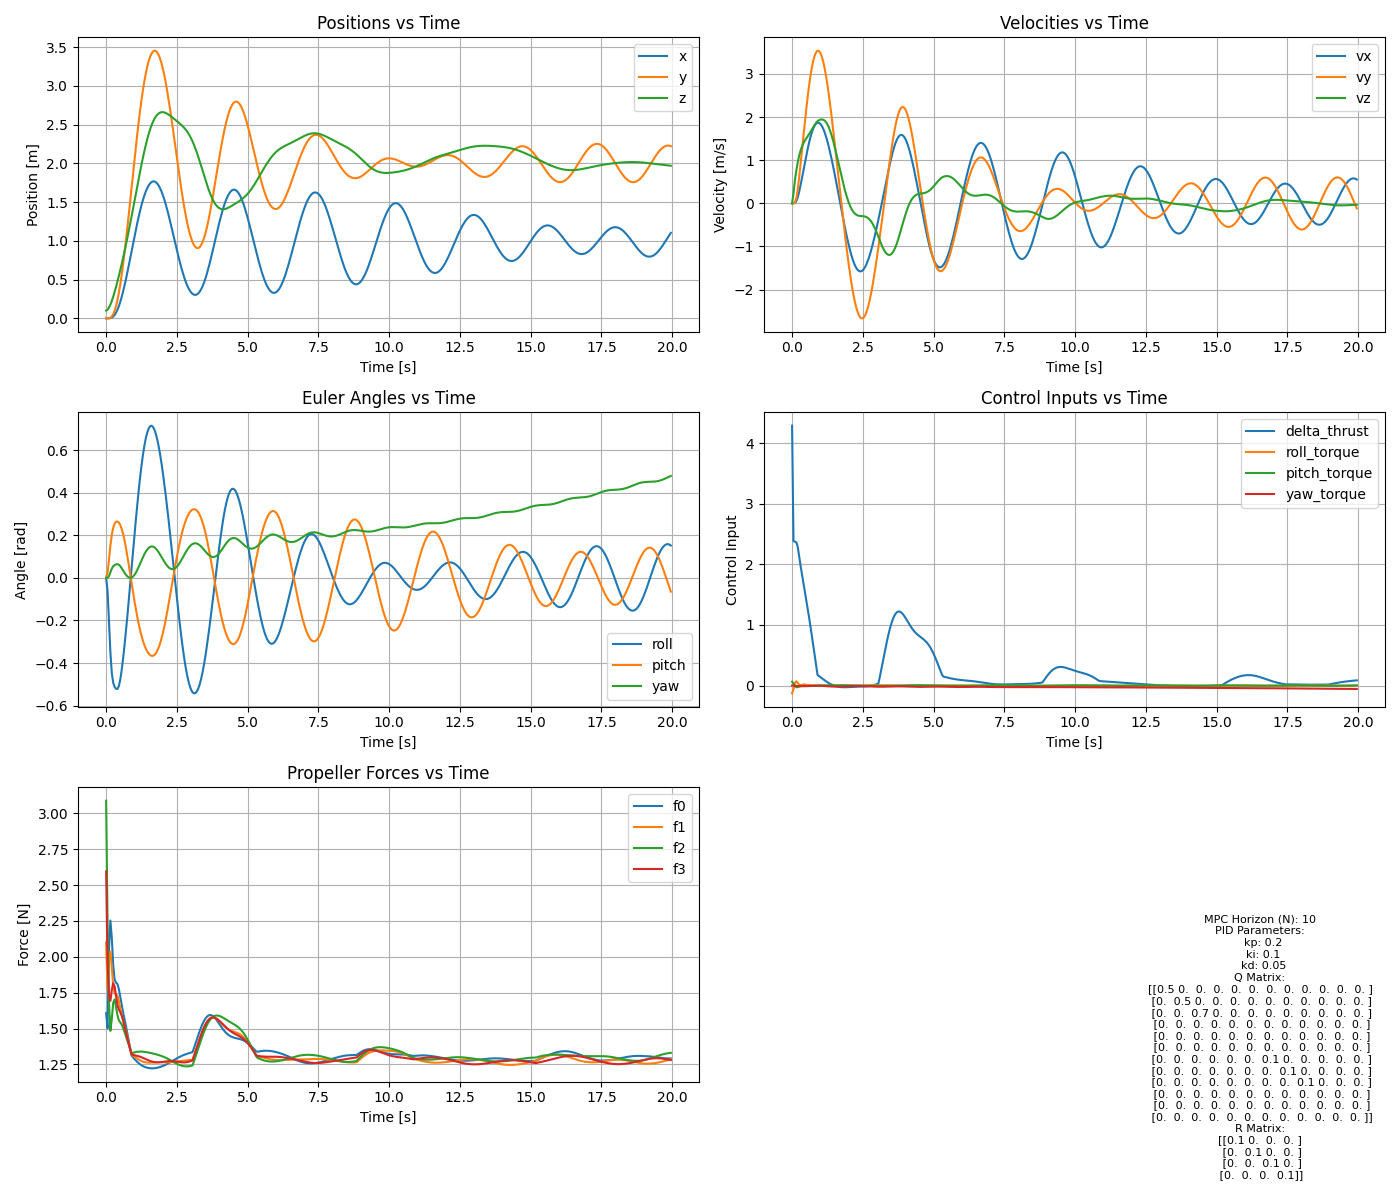 Positions vs Time
Position [m]
3.5
3.0
2.5
2.0
1.5
1.0
0.5
0.0
x
y
z
0.0 2.5 5.0 7.5 10.0 12.5 15.0 17.5 20.0
Time [s]
Velocities vs Time
Velocity [m/s]
3
2
1
0
−1
−2
vx
vy
vz
0.0 2.5 5.0 7.5 10.0 12.5 15.0 17.5 20.0
Time [s]
Euler Angles vs Time
Angle [rad]
0.6
0.4
0.2
0.0
−0.2
−0.4
−0.6
roll
pitch
yaw
0.0 2.5 5.0 7.5 10.0 12.5 15.0 17.5 20.0
Time [s]
Control Inputs vs Time
Control Input
4
3
2
1
0
delta_thrust
roll_torque
pitch_torque
yaw_torque
0.0 2.5 5.0 7.5 10.0 12.5 15.0 17.5 20.0
Time [s]
Propeller Forces vs Time
Force [N]
3.00
2.75
2.50
2.25
2.00
1.75
1.50
1.25
f0
f1
f2
f3
0.0 2.5 5.0 7.5 10.0 12.5 15.0 17.5 20.0
Time [s]
MPC Horizon (N): 10
PID Parameters:
kp: 0.2
ki: 0.1
kd: 0.05
Q Matrix:
[[0.5 0. 0. 0. 0. 0. 0. 0. 0. 0. 0. 0. ]
[0. 0.5 0. 0. 0. 0. 0. 0. 0. 0. 0. 0. ]
[0. 0. 0.7 0. 0. 0. 0. 0. 0. 0. 0. 0. ]
[0. 0. 0. 0. 0. 0. 0. 0. 0. 0. 0. 0. ]
[0. 0. 0. 0. 0. 0. 0. 0. 0. 0. 0. 0. ]
[0. 0. 0. 0. 0. 0. 0. 0. 0. 0. 0. 0. ]
[0. 0. 0. 0. 0. 0. 0.1 0. 0. 0. 0. 0. ]
[0. 0. 0. 0. 0. 0. 0. 0.1 0. 0. 0. 0. ]
[0. 0. 0. 0. 0. 0. 0. 0. 0.1 0. 0. 0. ]
[0. 0. 0. 0. 0. 0. 0. 0. 0. 0. 0. 0. ]
[0. 0. 0. 0. 0. 0. 0. 0. 0. 0. 0. 0. ]
[0. 0. 0. 0. 0. 0. 0. 0. 0. 0. 0. 0. ]]
R Matrix:
[[0.1 0. 0. 0. ]
[0. 0.1 0. 0. ]
[0. 0. 0.1 0. ]
[0. 0. 0. 0.1]]